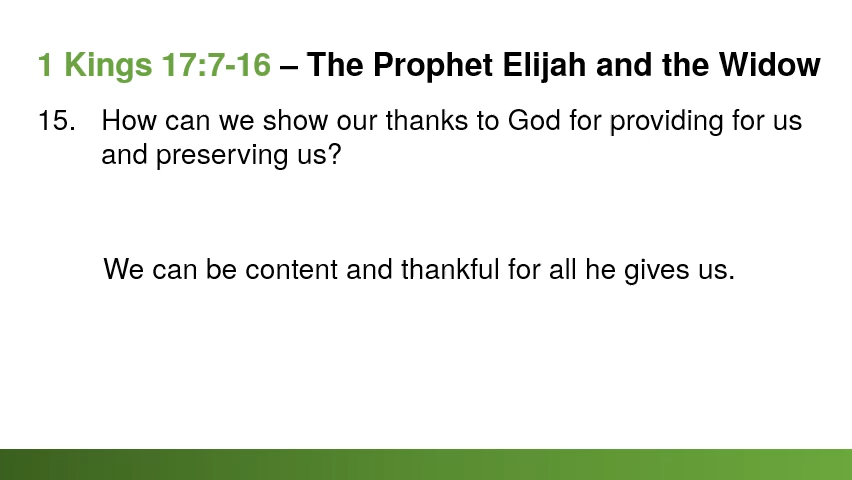 1 Kings 17:7-16 – The Prophet Elijah and the Widow
15. How can we show our thanks to God for providing for us
and preserving us?
We can be content and thankful for all he gives us.